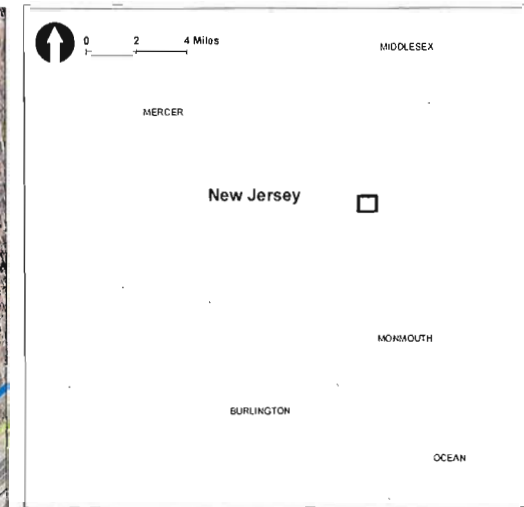 0 2 4 Miles
MIDDLESEX
MERCER
New Jersey
MONMOUTH
BURLINGTON
OCEAN